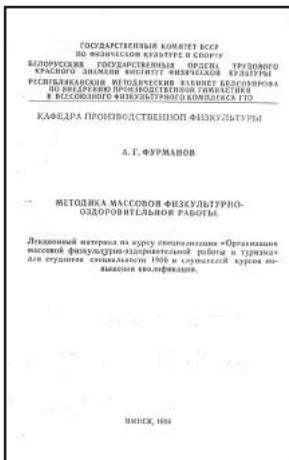 ГОСУДАРСТВЕННЫЙ КОМИТЕТ БССР
ПО ФИЗИЧЕСКОЙ КУЛЬТУРЕ И СПОРТУ
БЕЛОРУССКИЙ ГОСУДАРСТВЕННЫЙ ОРДЕНА ТРУДОВОГО
КРАСНОГО ЗНАМЕНИ ИНСТИТУТ ФИЗИЧЕСКОЙ КУЛЬТУРЫ
РЕСПУБЛИКАНСКИЙ МЕТОДИЧЕСКИЙ КАБИНЕТ БЕЛСОВПРОФА
ПО ВНЕДРЕНИЮ ПРОИЗВОДСТВЕННОЙ ГИМНАСТИКИ
И ВСЕСОЮЗНОГО ФИЗКУЛЬТУРНОГО КОМПЛЕКСА ГТО
КАФЕДРА ПРОИЗВОДСТВЕННОЙ ФИЗКУЛЬТУРЫ
А. Г. ФУРМАНОВ
МЕТОДИКА МАССОВОЙ ФИЗКУЛЬТУРНО-
ОЗДОРОВИТЕЛЬНОЙ РАБОТЫ.
Лекционный материал по курсу специализации «Организация
массовой физкультурно-оздоровительной работы и туризма»
для студентов специальности 1906 и слушателей курсов по-
вышения квалификации.
МИНСК,